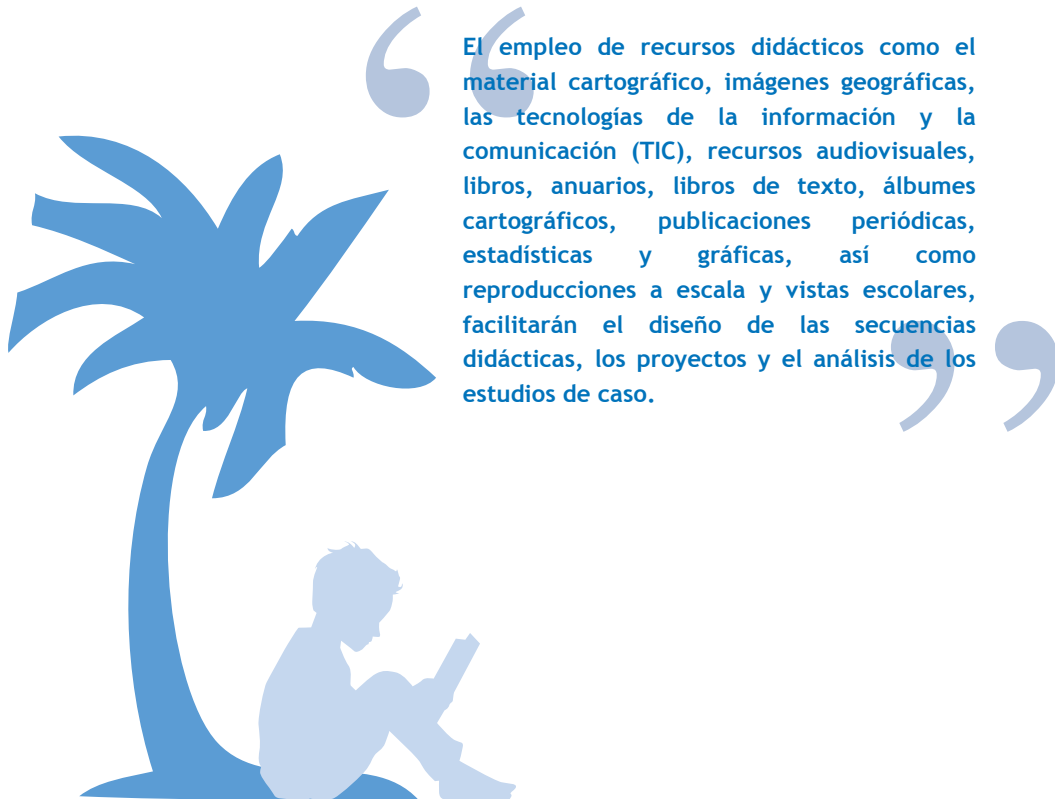 El empleo de recursos didácticos como el
material cartográfico, imágenes geográficas,
las tecnologías de la información y la
comunicación (TIC), recursos audiovisuales,
libros, anuarios, libros de texto, álbumes
cartográficos, publicaciones periódicas,
estadísticas y gráficas, así como
reproducciones a escala y vistas escolares,
facilitarán el diseño de las secuencias
didácticas, los proyectos y el análisis de los
estudios de caso.